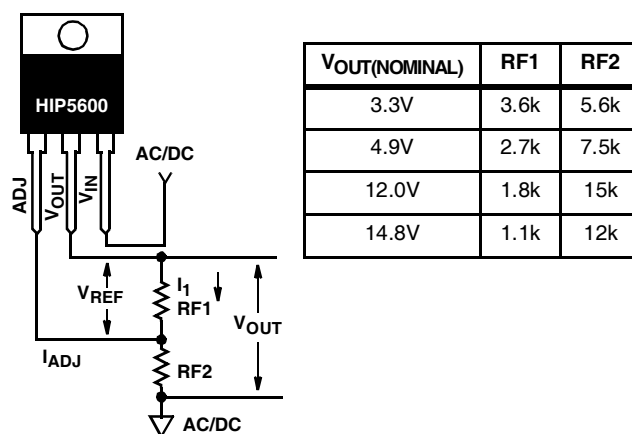 HIP5600
ADJ
VOUT
VIN
AC/DC
VREF
I1
RF1
VOUT
IADJ
RF2
AC/DC
VOUT(NOMINAL) RF1 RF2
3.3V 3.6k 5.6k
4.9V 2.7k 7.5k
12.0V 1.8k 15k
14.8V 1.1k 12k